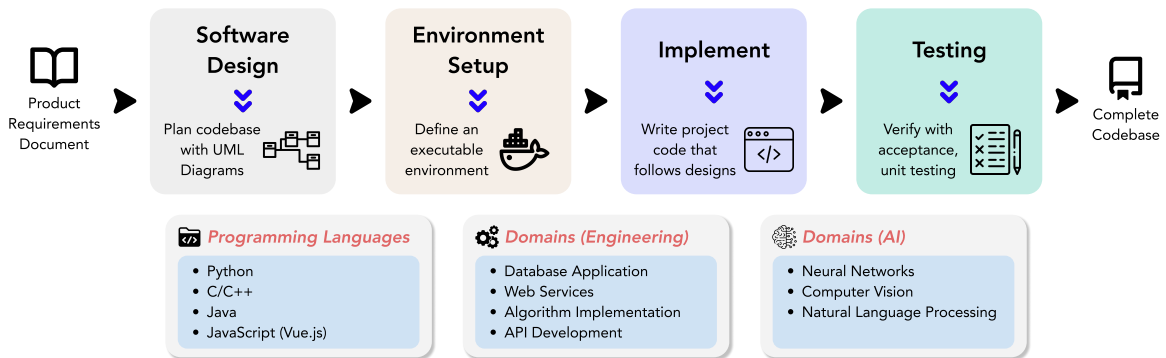 Product
Requirements
Document
Software
Design
Plan codebase
with UML
Diagrams
Environment
Setup
Define an
executable
environment
Implement
Write project
code that
follows designs
</>
Testing
Verify with
acceptance,
unit testing
Complete
Codebase
</>
Programming Languages
• Python
• C/C++
• Java
• JavaScript (Vue.js)
Domains (Engineering)
• Database Application
• Web Services
• Algorithm Implementation
• API Development
Domains (AI)
• Neural Networks
• Computer Vision
• Natural Language Processing